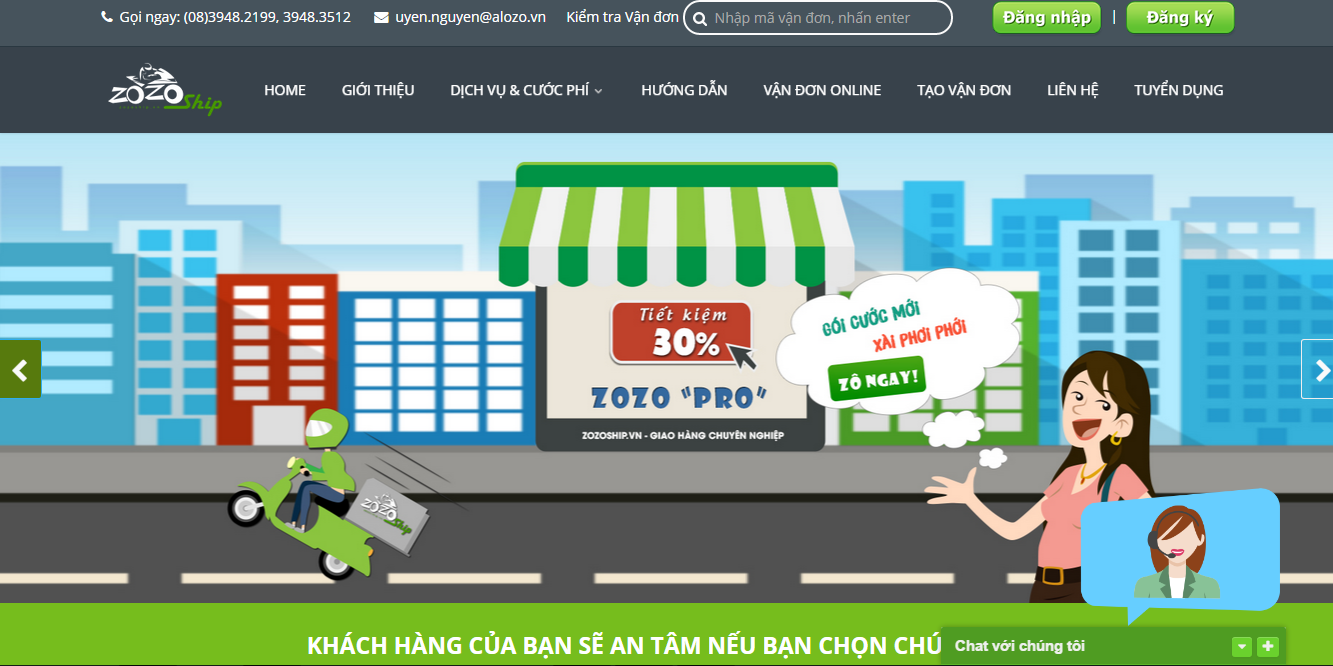 Gọi ngay: (08)3948.2199, 3948.3512 uyen.nguyen@alozo.vn Kiểm tra Vận đơn Nhập mã vận đơn, nhấn enter Đăng nhập | Đăng ký
ZOZO Ship
HOME GIỚI THIỆU DỊCH VỤ & CƯỚC PHÍ HƯỚNG DẪN VẬN ĐƠN ONLINE TẠO VẬN ĐƠN LIÊN HỆ TUYỂN DỤNG
Tiết kiệm
30%
ZOZO "PRO"
ZOZOSHIP.VN - GIAO HÀNG CHUYÊN NGHIỆP
GÓI CƯỚC MỚI
XÀI PHƠI PHỚI
ZÔ NGAY!
ZOZO Ship
KHÁCH HÀNG CỦA BẠN SẼ AN TÂM NẾU BẠN CHỌN CHÚ
Chat với chúng tôi